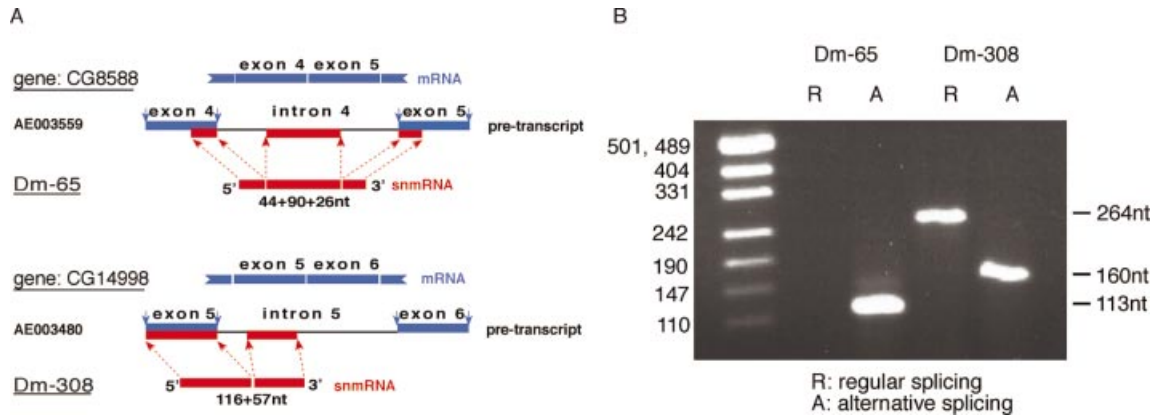 A
gene: CG8588
exon 4 exon 5
mRNA
exon 4
intron 4
exon 5
AE003559
pre-transcript
Dm-65
5'
3'
snmRNA
44+90+26nt
gene: CG14998
exon 5 exon 6
mRNA
exon 5
intron 5
exon 6
AE003480
pre-transcript
Dm-308
5'
3'
snmRNA
116+57nt
B
Dm-65
Dm-308
R
A
R
A
501, 489
404
331
242
190
147
110
264nt
160nt
113nt
R: regular splicing
A: alternative splicing